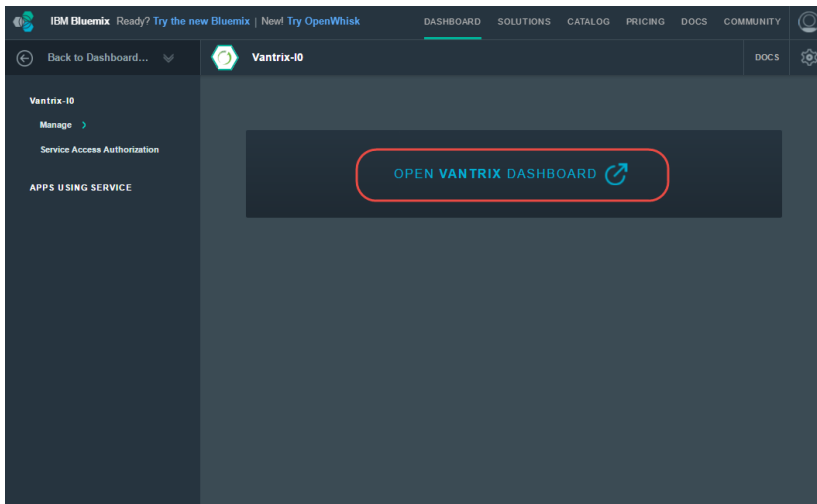 IBM Bluemix Ready? Try the new Bluemix | New! Try OpenWhisk DASHBOARD SOLUTIONS CATALOG PRICING DOCS COMMUNITY
Back to Dashboard... Vantrix-I0 DOCS
Vantrix-I0
Manage >
Service Access Authorization
APPS USING SERVICE
OPEN VANTRIX DASHBOARD